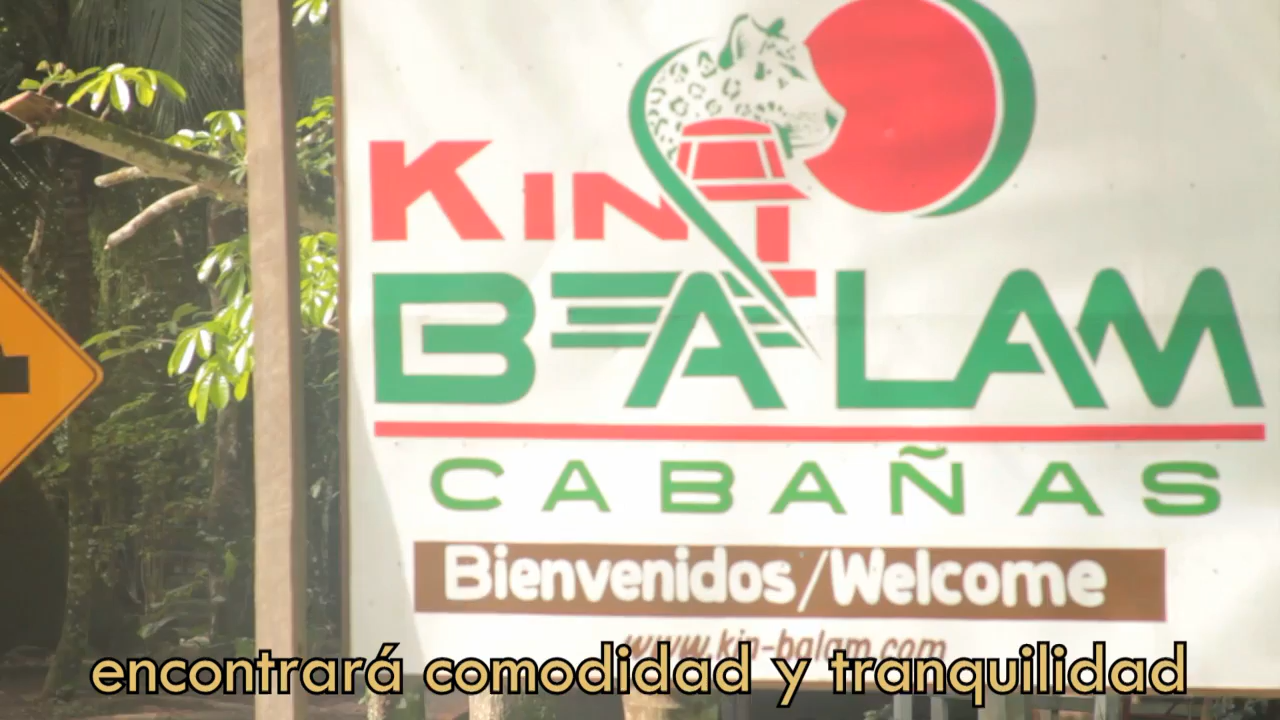 KIN
BALAM
CABAÑAS
Bienvenidos/Welcome
www.kin-balam.com
encontrará comodidad y tranquilidad